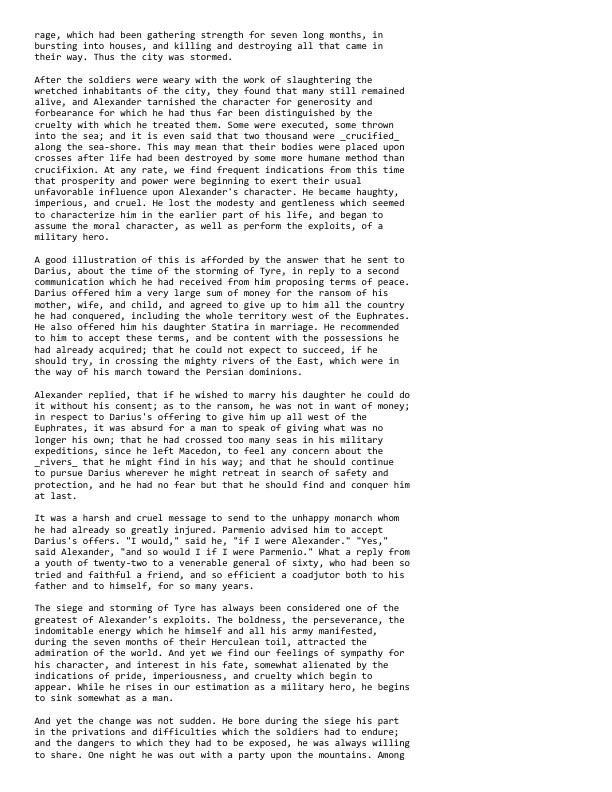 rage, which had been gathering strength for seven long months, in
bursting into houses, and killing and destroying all that came in
their way. Thus the city was stormed.

After the soldiers were weary with the work of slaughtering the
wretched inhabitants of the city, they found that many still remained
alive, and Alexander tarnished the character for generosity and
forbearance for which he had thus far been distinguished by the
cruelty with which he treated them. Some were executed, some thrown
into the sea; and it is even said that two thousand were _crucified_
along the sea-shore. This may mean that their bodies were placed upon
crosses after life had been destroyed by some more humane method than
crucifixion. At any rate, we find frequent indications from this time
that prosperity and power were beginning to exert their usual
unfavorable influence upon Alexander's character. He became haughty,
imperious, and cruel. He lost the modesty and gentleness which seemed
to characterize him in the earlier part of his life, and began to
assume the moral character, as well as perform the exploits, of a
military hero.

A good illustration of this is afforded by the answer that he sent to
Darius, about the time of the storming of Tyre, in reply to a second
communication which he had received from him proposing terms of peace.
Darius offered him a very large sum of money for the ransom of his
mother, wife, and child, and agreed to give up to him all the country
he had conquered, including the whole territory west of the Euphrates.
He also offered him his daughter Statira in marriage. He recommended
to him to accept these terms, and be content with the possessions he
had already acquired; that he could not expect to succeed, if he
should try, in crossing the mighty rivers of the East, which were in
the way of his march toward the Persian dominions.

Alexander replied, that if he wished to marry his daughter he could do
it without his consent; as to the ransom, he was not in want of money;
in respect to Darius's offering to give him up all west of the
Euphrates, it was absurd for a man to speak of giving what was no
longer his own; that he had crossed too many seas in his military
expeditions, since he left Macedon, to feel any concern about the
_rivers_ that he might find in his way; and that he should continue
to pursue Darius wherever he might retreat in search of safety and
protection, and he had no fear but that he should find and conquer him
at last.

It was a harsh and cruel message to send to the unhappy monarch whom
he had already so greatly injured. Parmenio advised him to accept
Darius's offers. "I would," said he, "if I were Alexander." "Yes,"
said Alexander, "and so would I if I were Parmenio." What a reply from
a youth of twenty-two to a venerable general of sixty, who had been so
tried and faithful a friend, and so efficient a coadjutor both to his
father and to himself, for so many years.

The siege and storming of Tyre has always been considered one of the
greatest of Alexander's exploits. The boldness, the perseverance, the
indomitable energy which he himself and all his army manifested,
during the seven months of their Herculean toil, attracted the
admiration of the world. And yet we find our feelings of sympathy for
his character, and interest in his fate, somewhat alienated by the
indications of pride, imperiousness, and cruelty which begin to
appear. While he rises in our estimation as a military hero, he begins
to sink somewhat as a man.

And yet the change was not sudden. He bore during the siege his part
in the privations and difficulties which the soldiers had to endure;
and the dangers to which they had to be exposed, he was always willing
to share. One night he was out with a party upon the mountains. Among